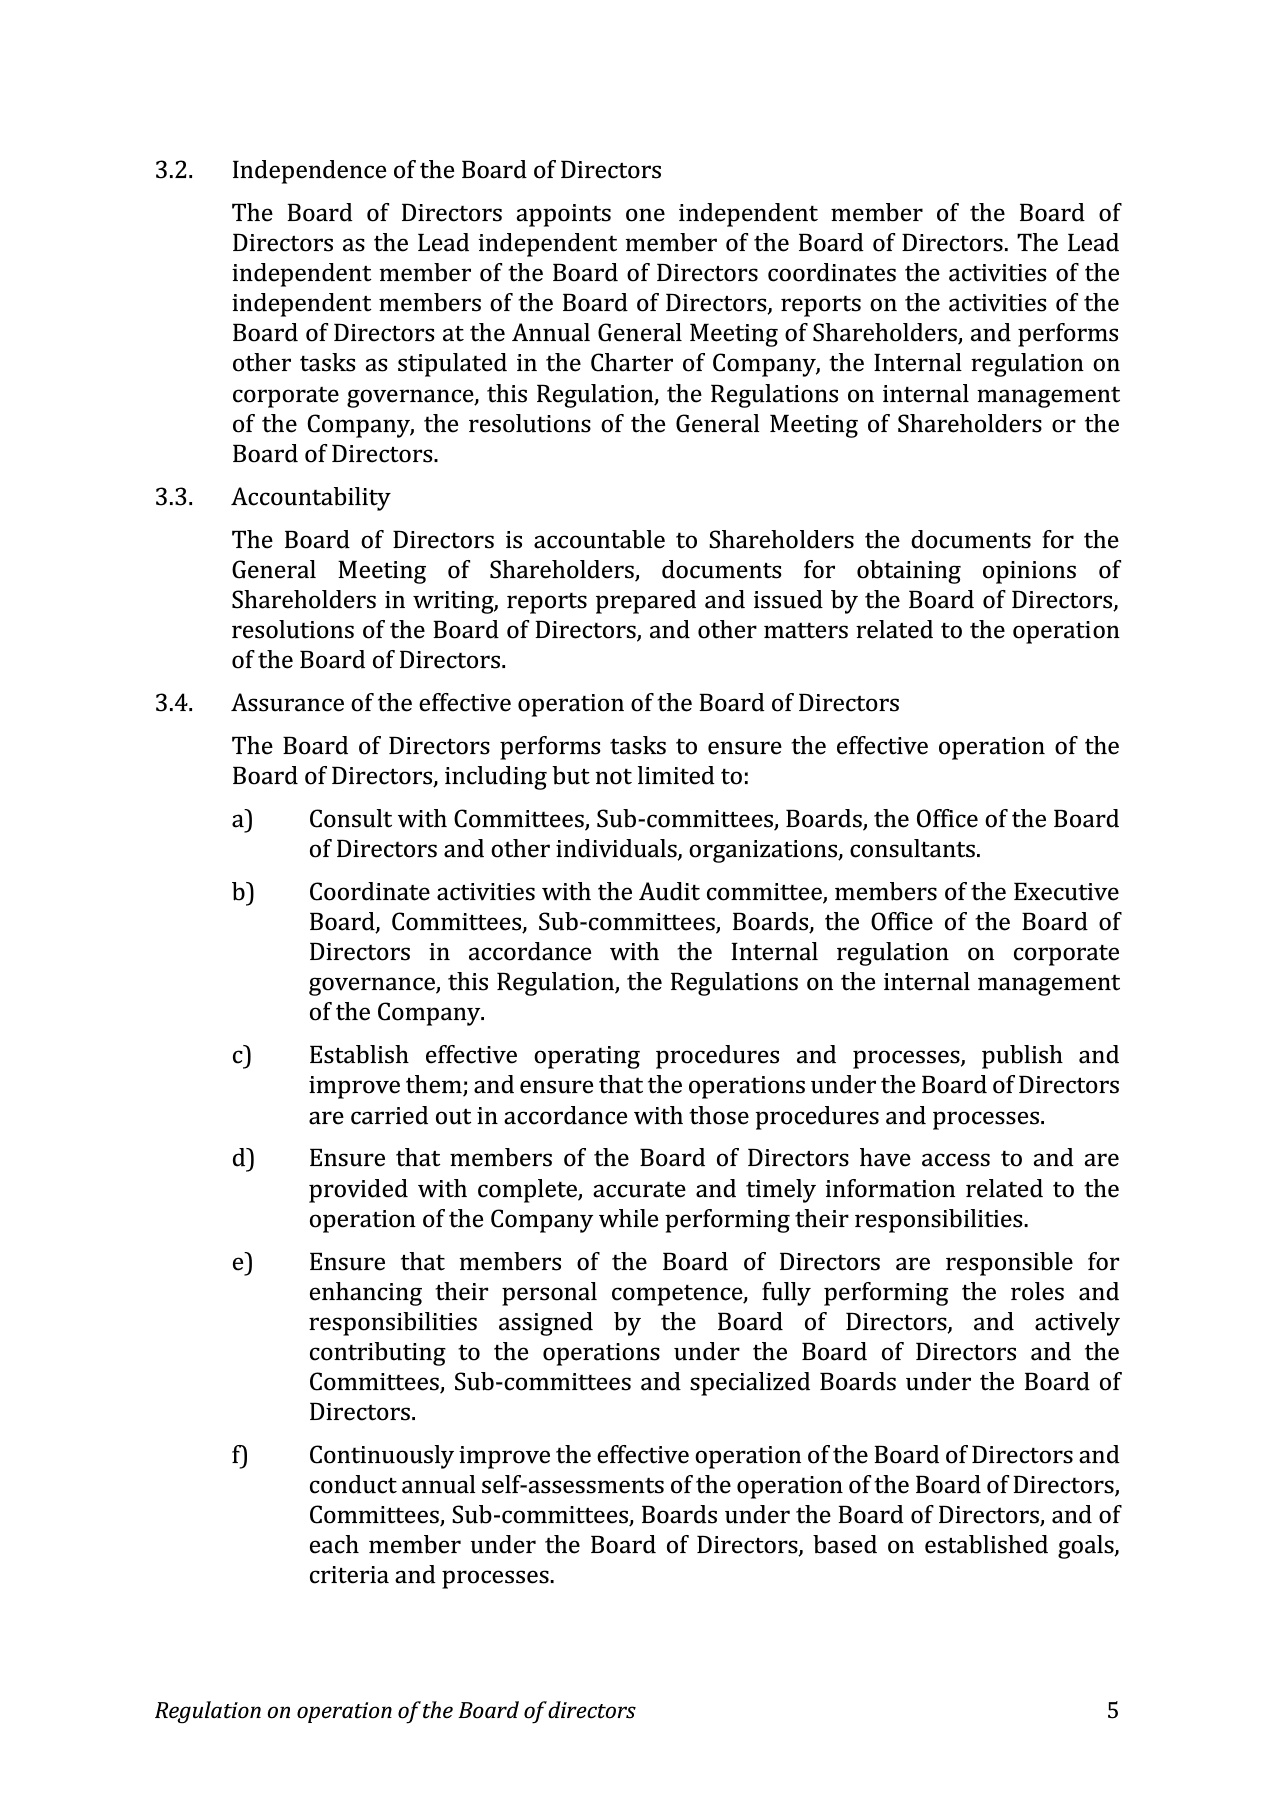 3.2. Independence of the Board of Directors
The Board of Directors appoints one independent member of the Board of
Directors as the Lead independent member of the Board of Directors. The Lead
independent member of the Board of Directors coordinates the activities of the
independent members of the Board of Directors, reports on the activities of the
Board of Directors at the Annual General Meeting of Shareholders, and performs
other tasks as stipulated in the Charter of Company, the Internal regulation on
corporate governance, this Regulation, the Regulations on internal management
of the Company, the resolutions of the General Meeting of Shareholders or the
Board of Directors.
3.3. Accountability
The Board of Directors is accountable to Shareholders the documents for the
General Meeting of Shareholders, documents for obtaining opinions of
Shareholders in writing, reports prepared and issued by the Board of Directors,
resolutions of the Board of Directors, and other matters related to the operation
of the Board of Directors.
3.4. Assurance of the effective operation of the Board of Directors
The Board of Directors performs tasks to ensure the effective operation of the
Board of Directors, including but not limited to:
a) Consult with Committees, Sub-committees, Boards, the Office of the Board
of Directors and other individuals, organizations, consultants.
b) Coordinate activities with the Audit committee, members of the Executive
Board, Committees, Sub-committees, Boards, the Office of the Board of
Directors in accordance with the Internal regulation on corporate
governance, this Regulation, the Regulations on the internal management
of the Company.
c) Establish effective operating procedures and processes, publish and
improve them; and ensure that the operations under the Board of Directors
are carried out in accordance with those procedures and processes.
d) Ensure that members of the Board of Directors have access to and are
provided with complete, accurate and timely information related to the
operation of the Company while performing their responsibilities.
e) Ensure that members of the Board of Directors are responsible for
enhancing their personal competence, fully performing the roles and
responsibilities assigned by the Board of Directors, and actively
contributing to the operations under the Board of Directors and the
Committees, Sub-committees and specialized Boards under the Board of
Directors.
f) Continuously improve the effective operation of the Board of Directors and
conduct annual self-assessments of the operation of the Board of Directors,
Committees, Sub-committees, Boards under the Board of Directors, and of
each member under the Board of Directors, based on established goals,
criteria and processes.
Regulation on operation of the Board of directors 5